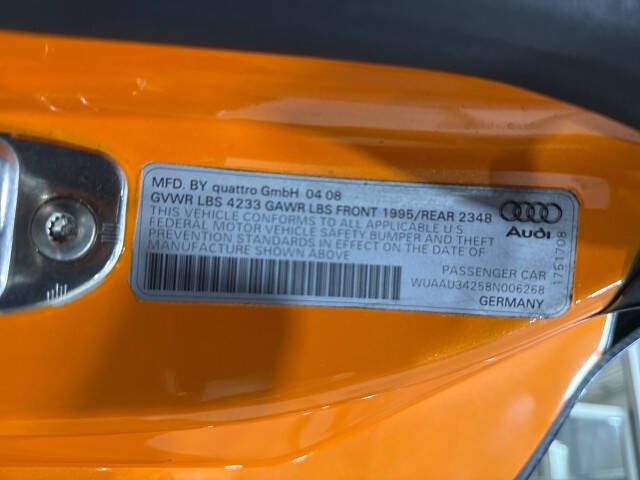 MFD. BY quattro GmbH 04 08
GVWR LBS 4233 GAWR LBS FRONT 1995/REAR 2348
THIS VEHICLE CONFORMS TO ALL APPLICABLE U.S
FEDERAL MOTOR VEHICLE SAFETY BUMPER AND THEFT
PREVENTION STANDARDS IN EFFECT ON THE DATE OF
MANUFACTURE SHOWN ABOVE
Audi
PASSENGER CAR
WUAAU34258N006268
GERMANY
1751708